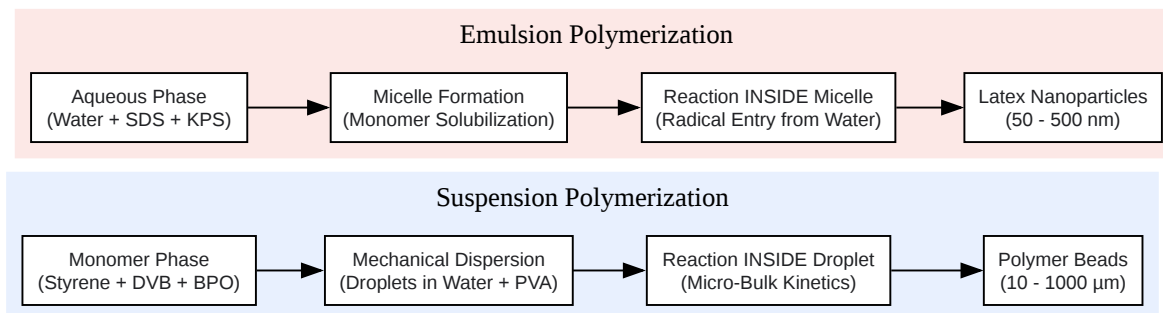 Emulsion Polymerization
Aqueous Phase
(Water + SDS + KPS)
Micelle Formation
(Monomer Solubilization)
Reaction INSIDE Micelle
(Radical Entry from Water)
Latex Nanoparticles
(50 - 500 nm)
Suspension Polymerization
Monomer Phase
(Styrene + DVB + BPO)
Mechanical Dispersion
(Droplets in Water + PVA)
Reaction INSIDE Droplet
(Micro-Bulk Kinetics)
Polymer Beads
(10 - 1000 µm)